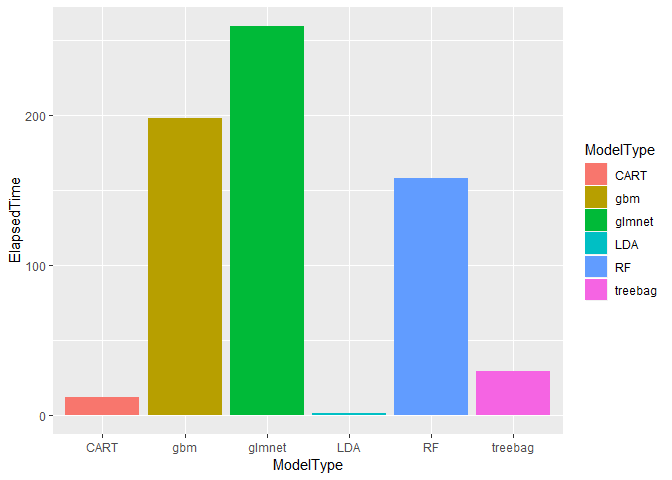 ElapsedTime
200
100
0
CART gbm glmnet LDA RF treebag
ModelType
ModelType
CART
gbm
glmnet
LDA
RF
treebag